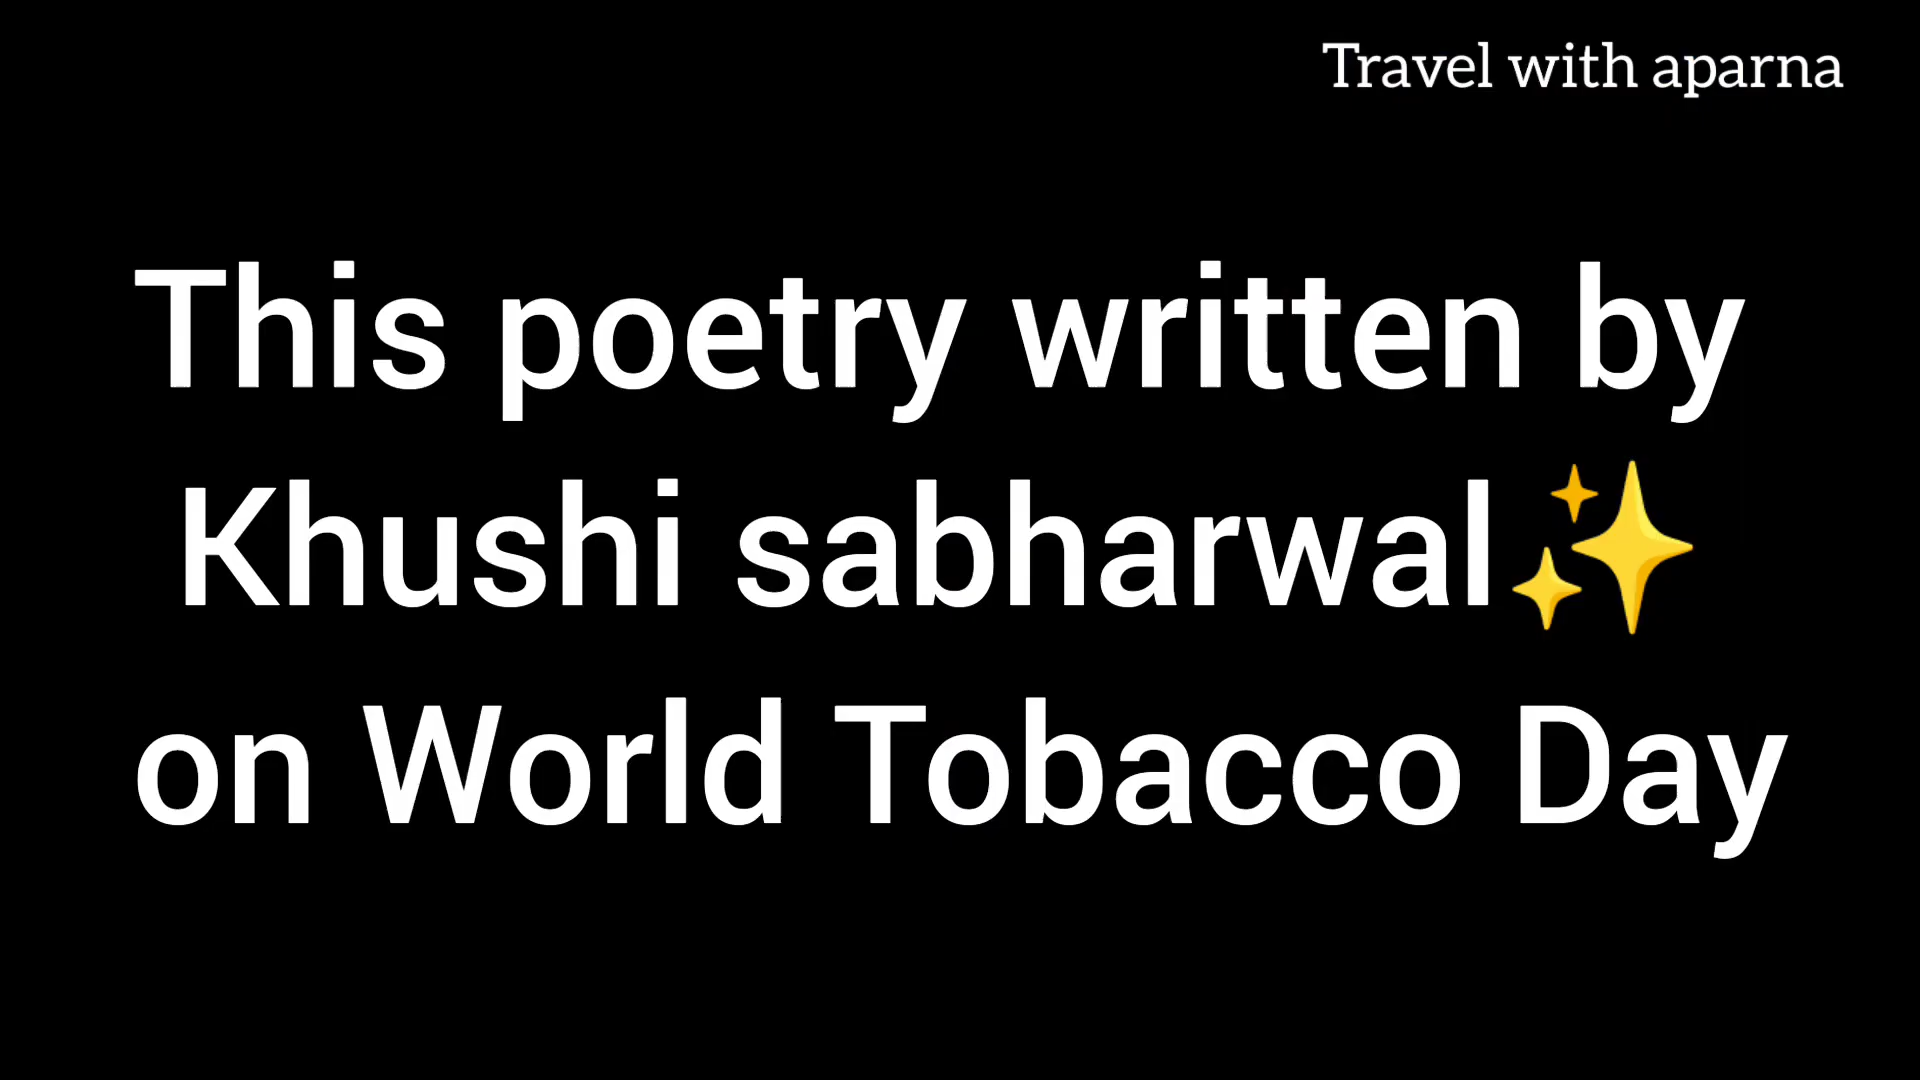 Travel with aparna
This poetry written by
Khushi sabharwal✨
on World Tobacco Day